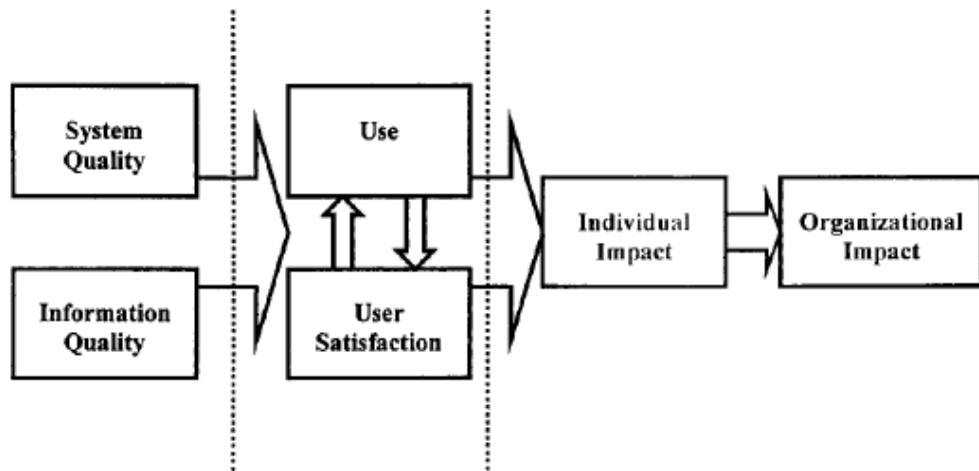 System
Quality
Use
Individual
Impact
Organizational
Impact
Information
Quality
User
Satisfaction